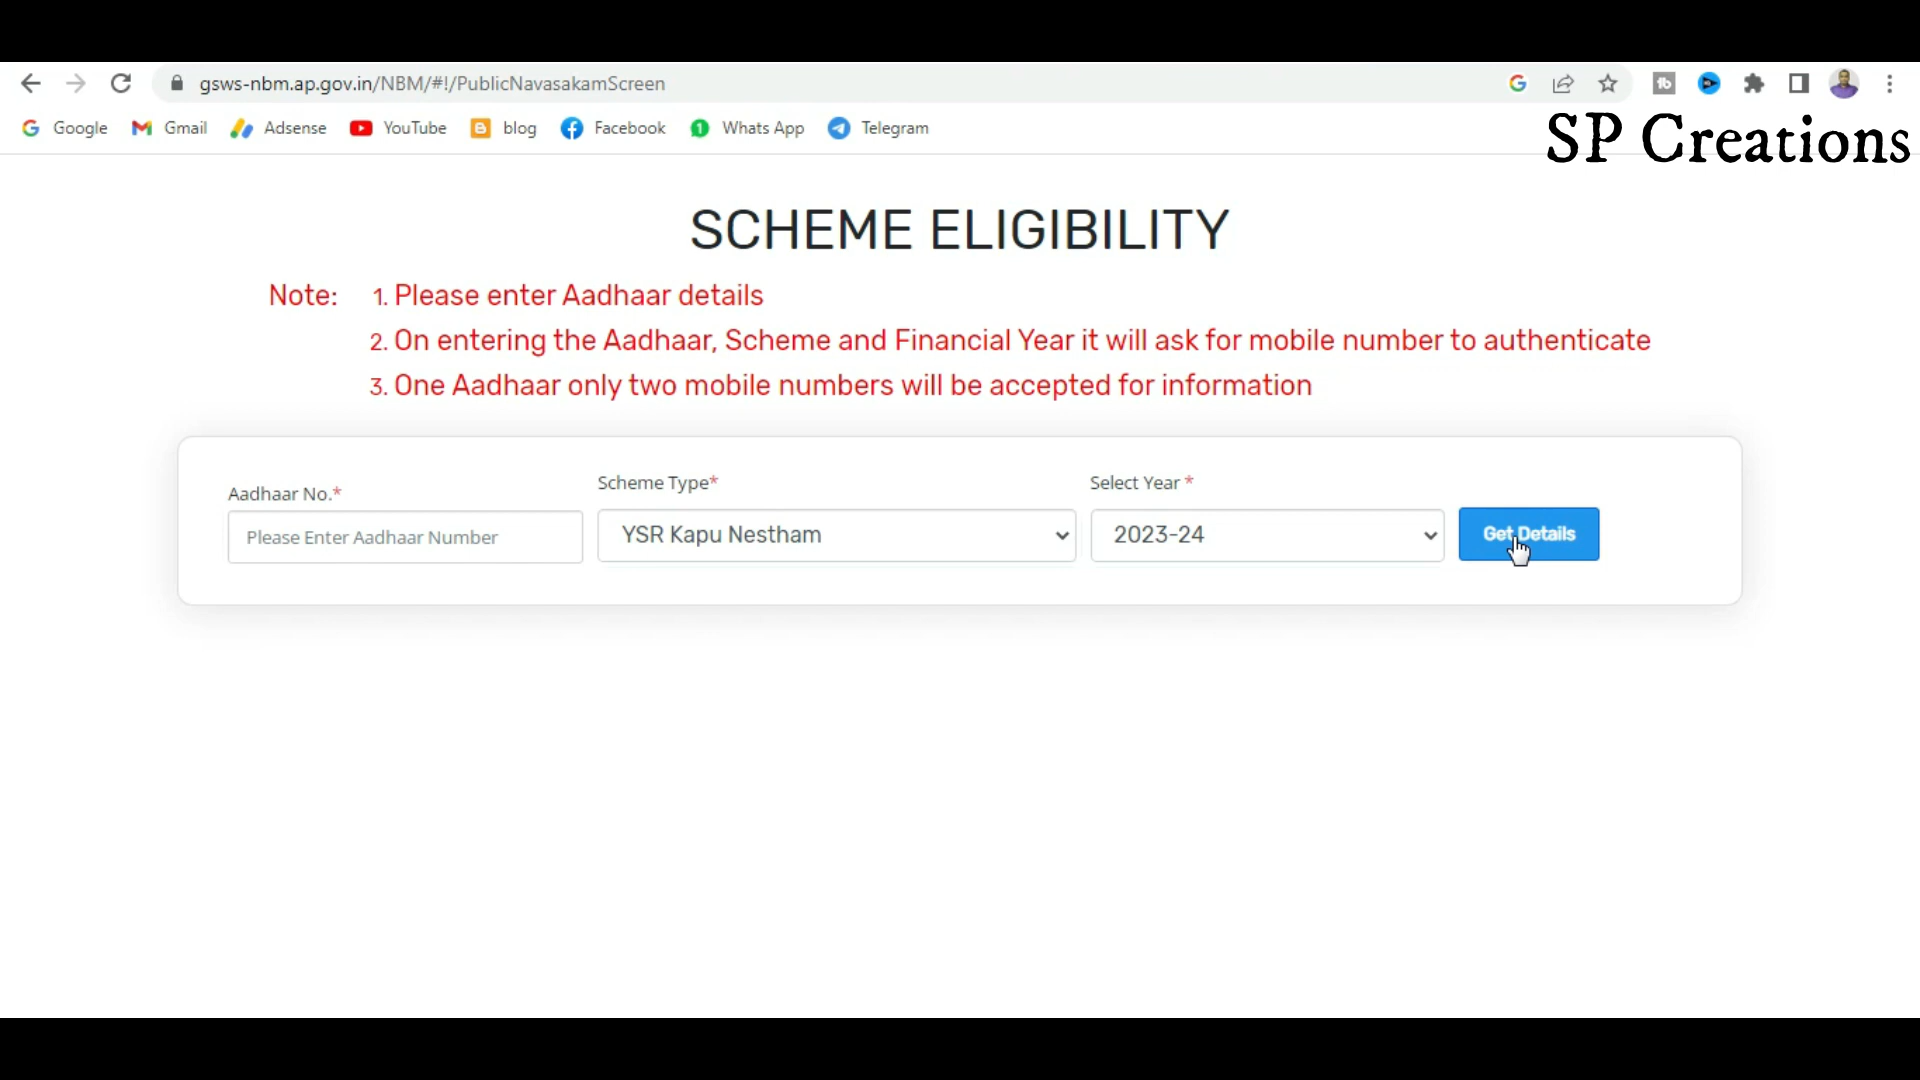 gsws-nbm.ap.gov.in/NBM/#!/PublicNavasakamScreen
Google Gmail Adsense YouTube blog Facebook 1 Whats App Telegram
SP Creations
SCHEME ELIGIBILITY
Note: 1. Please enter Aadhaar details
2. On entering the Aadhaar, Scheme and Financial Year it will ask for mobile number to authenticate
3. One Aadhaar only two mobile numbers will be accepted for information
Aadhaar No.* Scheme Type* Select Year *
Please Enter Aadhaar Number YSR Kapu Nestham 2023-24 Get Details